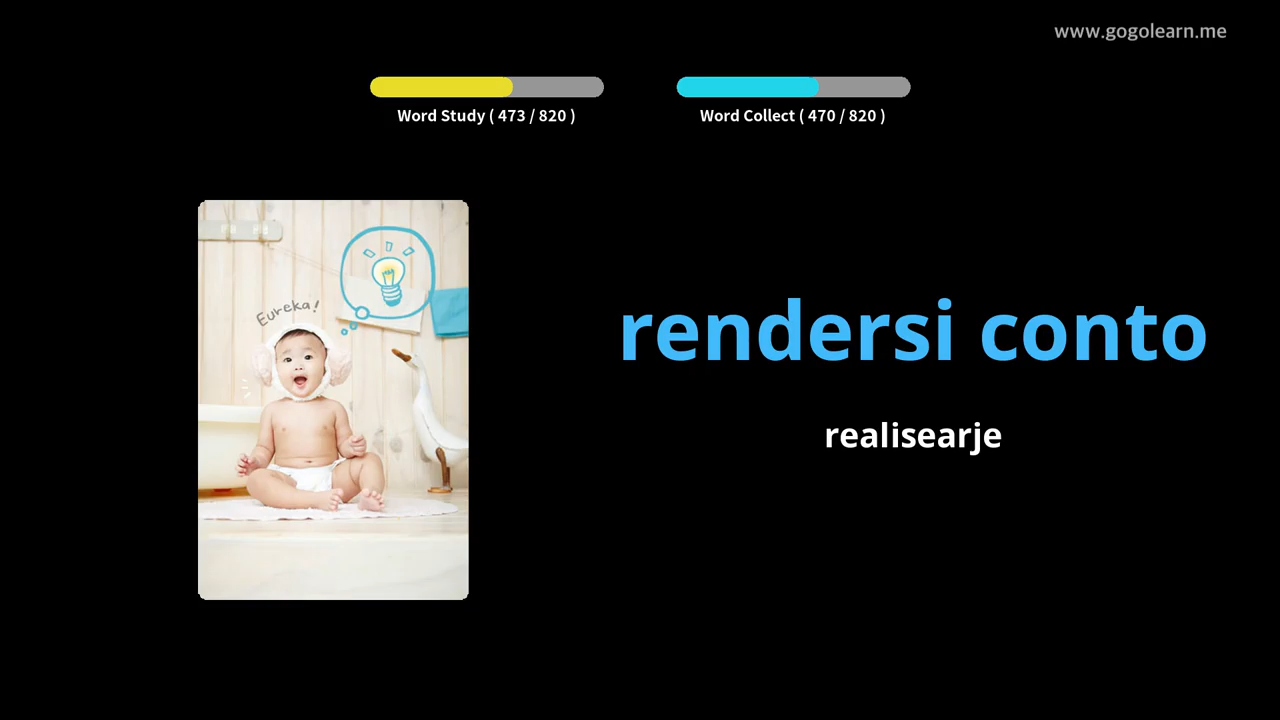 www.gogolearn.me
Word Study ( 473 / 820 )
Word Collect ( 470 / 820 )
Eureka!
rendersi conto
realisearje